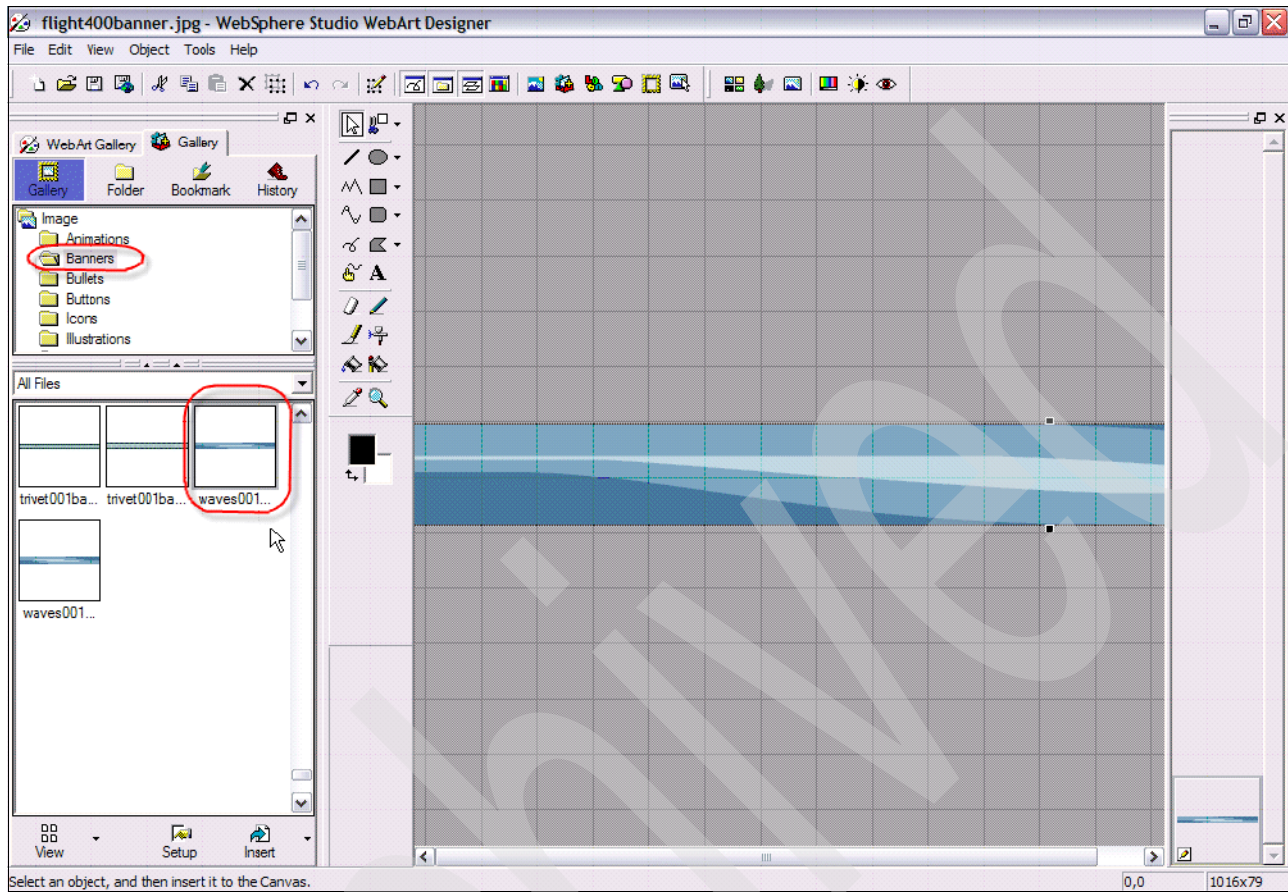 flight400banner.jpg - WebSphere Studio WebArt Designer
File Edit View Object Tools Help
WebArt Gallery Gallery
Gallery Folder Bookmark History
Image
Animations
Banners
Bullets
Buttons
Icons
Illustrations
All Files
trivet001ba... trivet001ba... waves001...
waves001...
View Setup Insert
Select an object, and then insert it to the Canvas. 0,0 1016x79